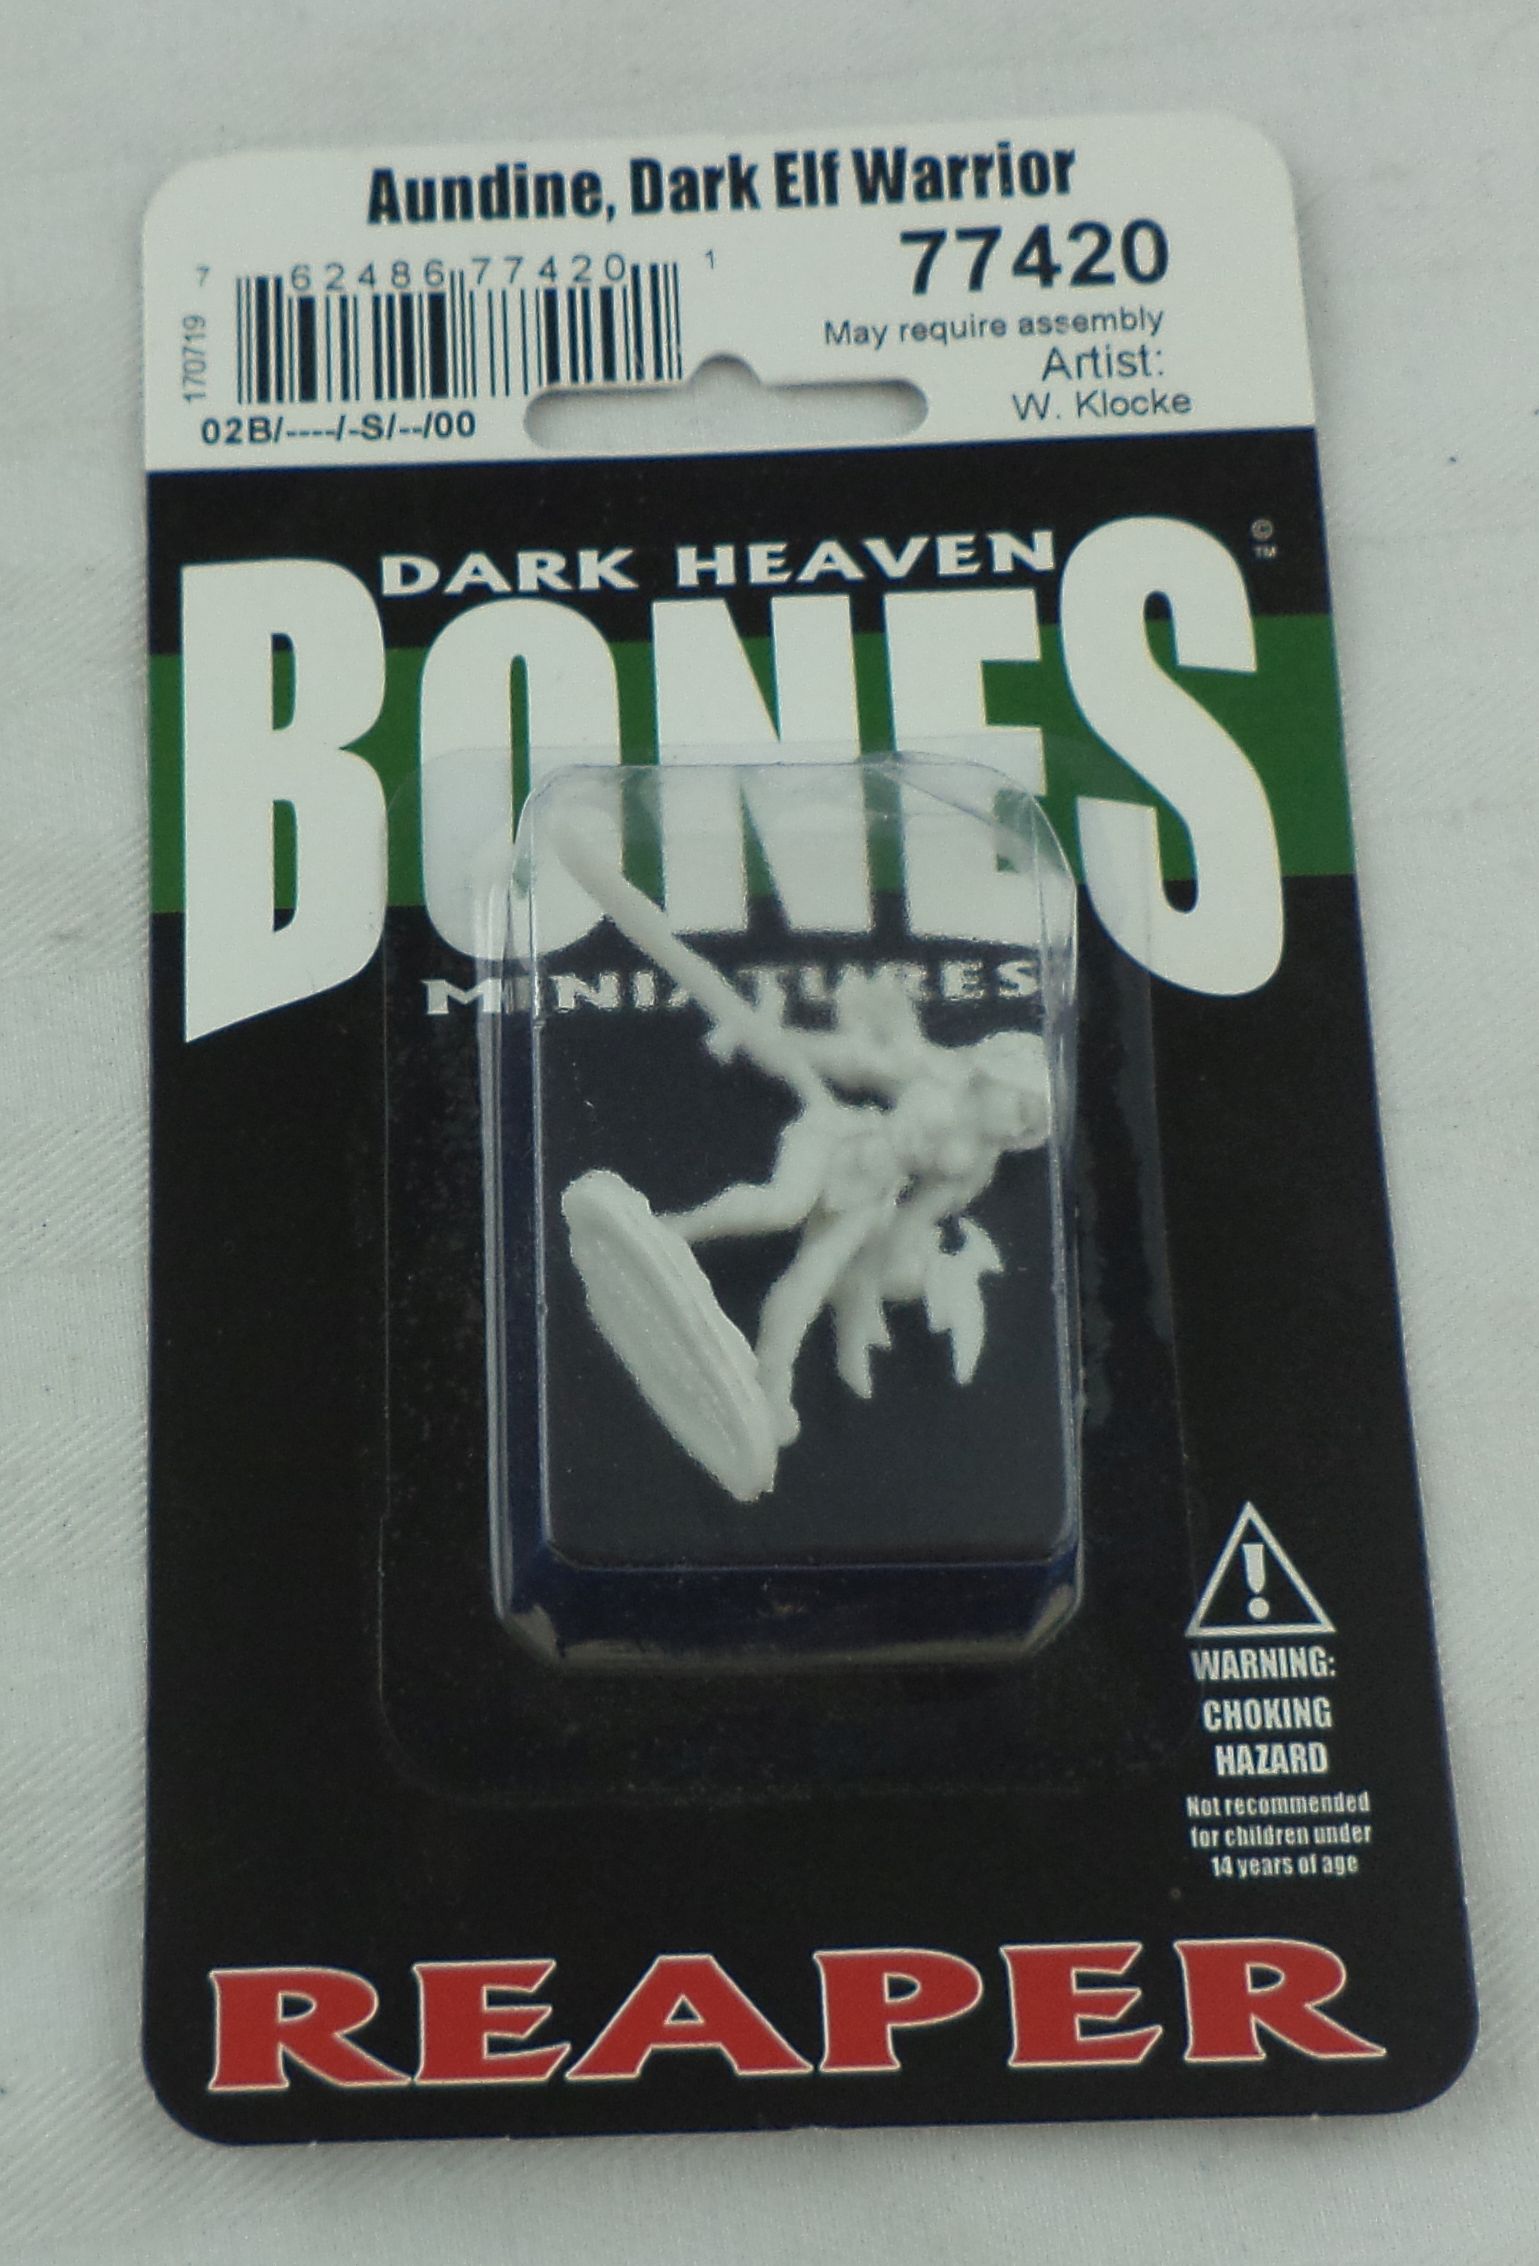 Aundine, Dark Elf Warrior
7 62486 77420 1
77420
170719
May require assembly
Artist:
W. Klocke
02B/----/-S/--/00
DARK HEAVEN
BONES
©
TM
MINIATURES
WARNING:
CHOKING
HAZARD
Not recommended
for children under
14 years of age
REAPER